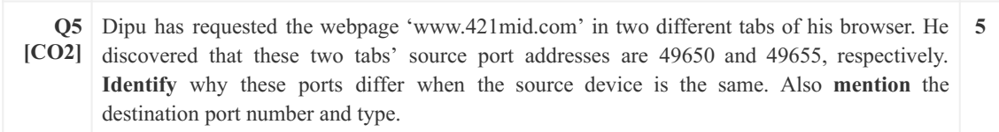 Q5 Dipu has requested the webpage ‘www.421mid.com’ in two different tabs of his browser. He 5
[CO2] discovered that these two tabs’ source port addresses are 49650 and 49655, respectively.
Identify why these ports differ when the source device is the same. Also mention the
destination port number and type.